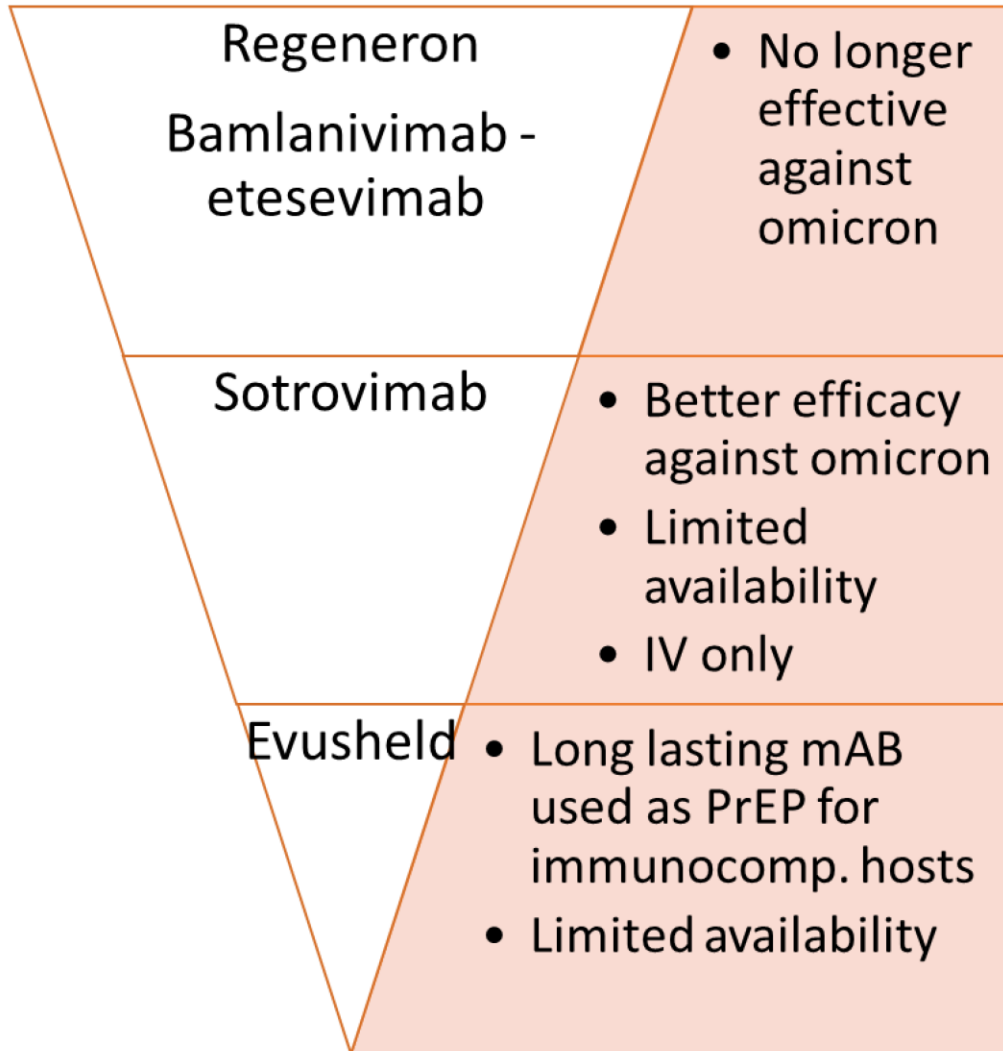 Regeneron
Bamlanivimab -
etesevimab
• No longer
effective
against
omicron
Sotrovimab
• Better efficacy
against omicron
• Limited
availability
• IV only
Evusheld
• Long lasting mAB
used as PrEP for
immunocomp. hosts
• Limited availability